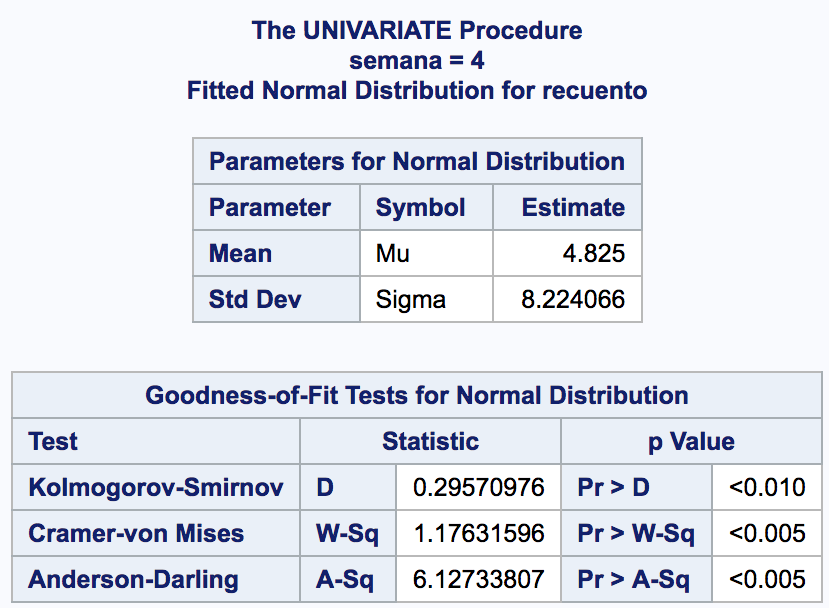 The UNIVARIATE Procedure
semana = 4
Fitted Normal Distribution for recuento
Parameters for Normal Distribution
Parameter Symbol Estimate
Mean Mu 4.825
Std Dev Sigma 8.224066
Goodness-of-Fit Tests for Normal Distribution
Test Statistic p Value
Kolmogorov-Smirnov D 0.29570976 Pr > D <0.010
Cramer-von Mises W-Sq 1.17631596 Pr > W-Sq <0.005
Anderson-Darling A-Sq 6.12733807 Pr > A-Sq <0.005